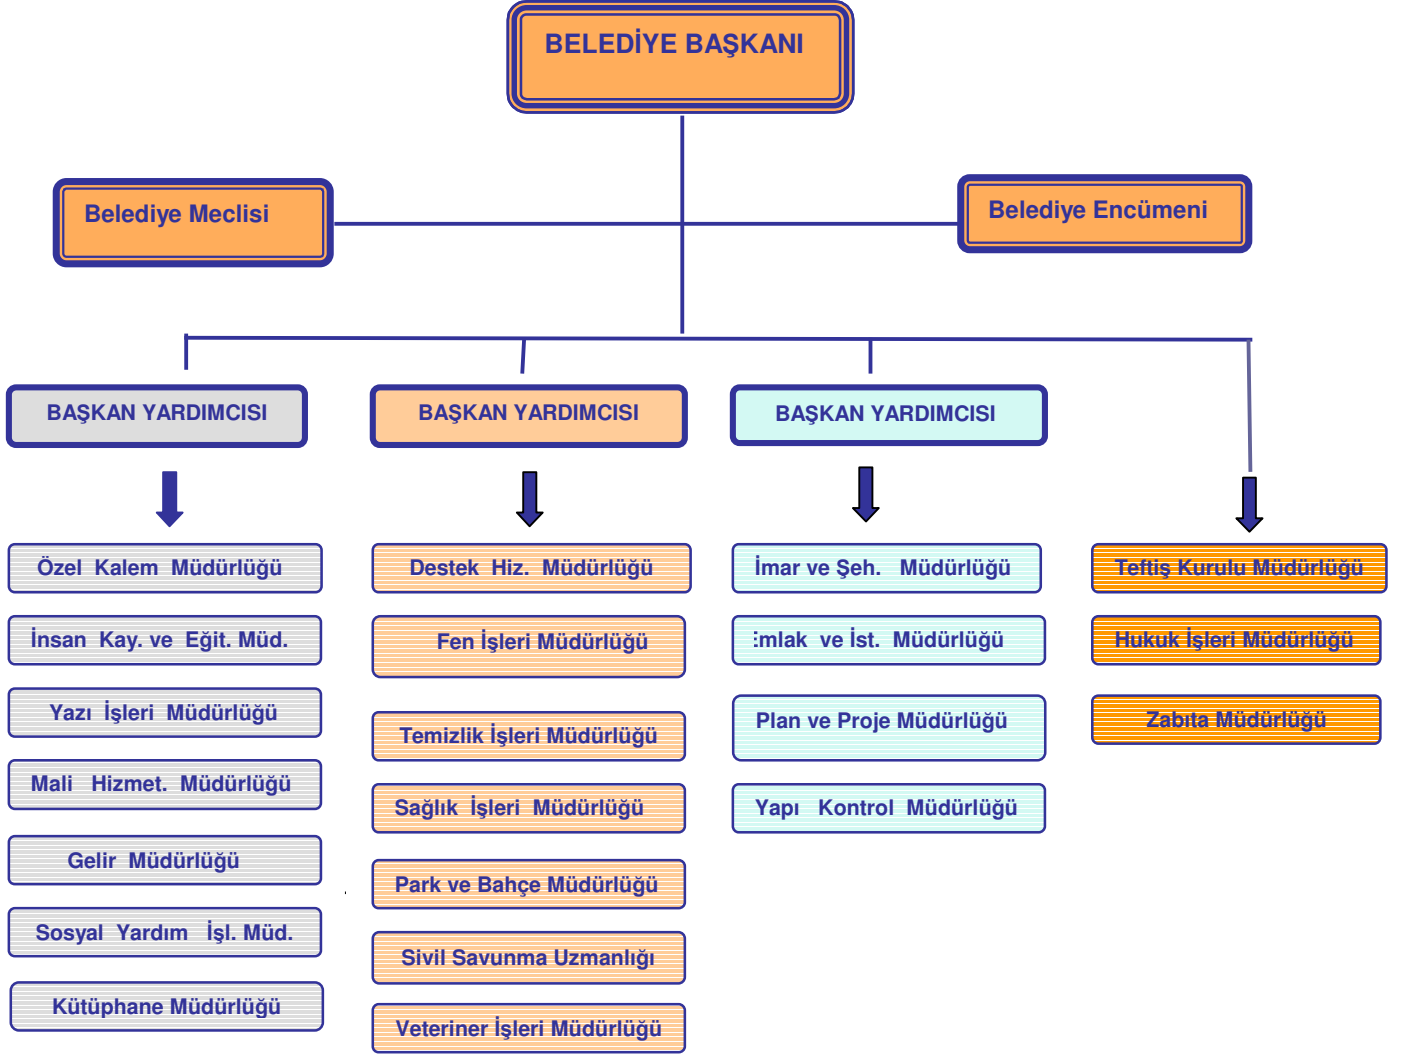 BELEDİYE BAŞKANI
Belediye Meclisi
Belediye Encümeni
BAŞKAN YARDIMCISI
BAŞKAN YARDIMCISI
BAŞKAN YARDIMCISI
Özel Kalem Müdürlüğü
İnsan Kay. ve Eğit. Müd.
Yazı İşleri Müdürlüğü
Mali Hizmet. Müdürlüğü
Gelir Müdürlüğü
Sosyal Yardım İşl. Müd.
Kütüphane Müdürlüğü
Destek Hiz. Müdürlüğü
Fen İşleri Müdürlüğü
Temizlik İşleri Müdürlüğü
Sağlık İşleri Müdürlüğü
Park ve Bahçe Müdürlüğü
Sivil Savunma Uzmanlığı
Veteriner İşleri Müdürlüğü
İmar ve Şeh. Müdürlüğü
Emlak ve İst. Müdürlüğü
Plan ve Proje Müdürlüğü
Yapı Kontrol Müdürlüğü
Teftiş Kurulu Müdürlüğü
Hukuk İşleri Müdürlüğü
Zabıta Müdürlüğü